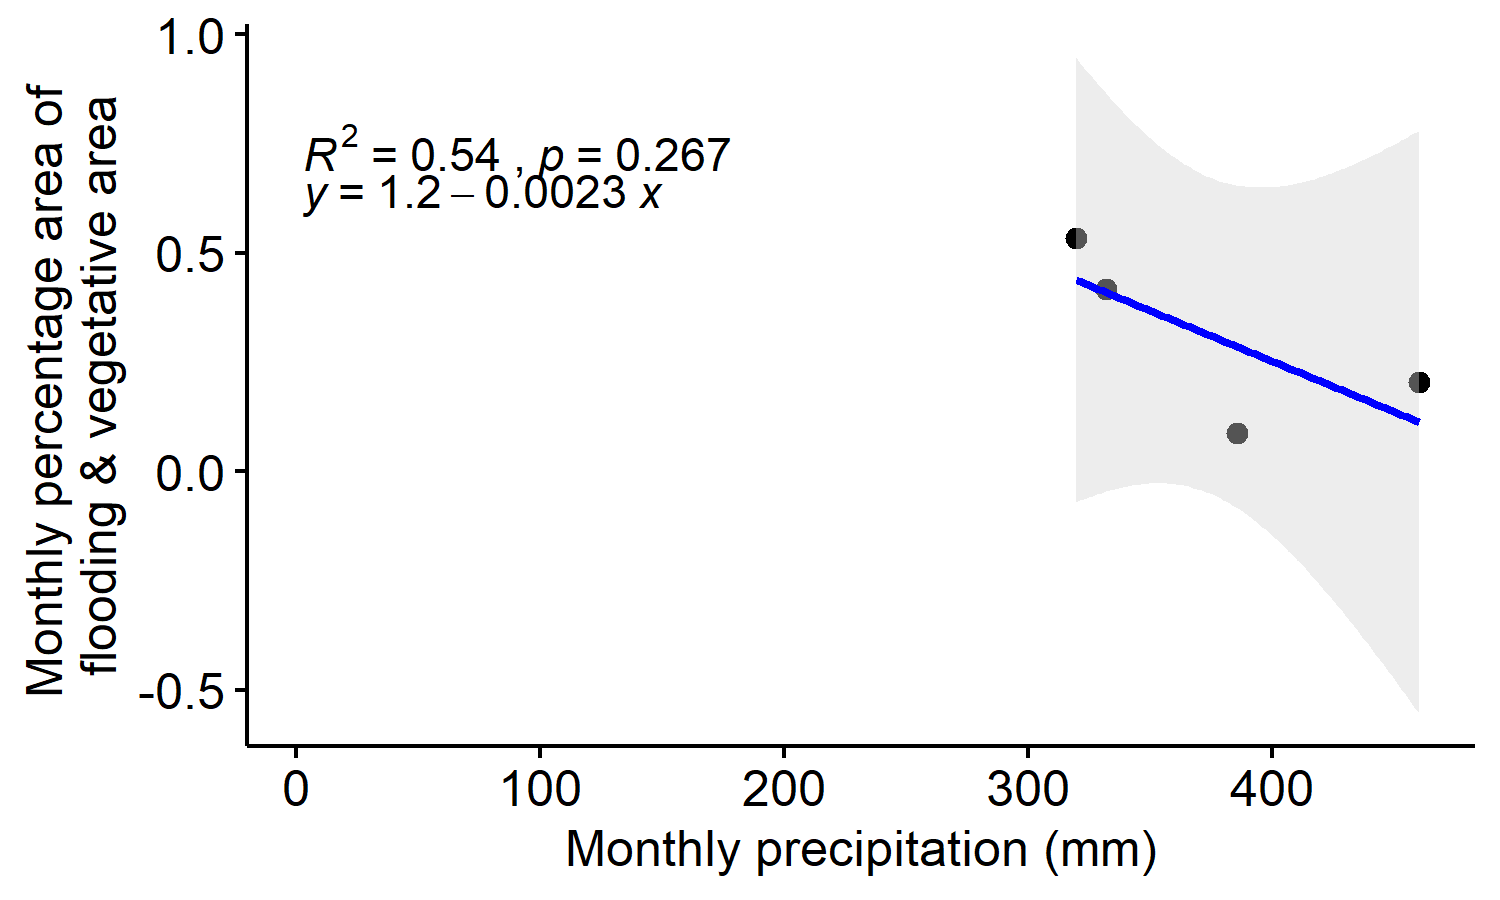 Monthly percentage area of
flooding & vegetative area
1.0
0.5
0.0
-0.5
R² = 0.54 , p = 0.267
y = 1.2 – 0.0023 x
0 100 200 300 400
Monthly precipitation (mm)